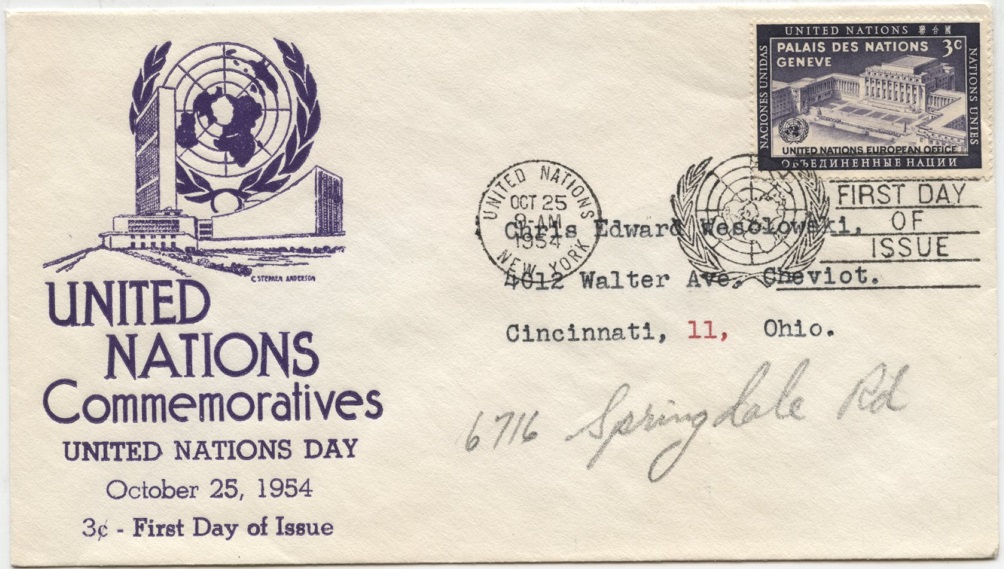 UNITED NATIONS 聯合國
PALAIS DES NATIONS 3c
GENEVE
NACIONES UNIDAS
NATIONS UNIES
UNITED NATIONS EUROPEAN OFFICE
ОБЪЕДИНЕННЫЕ НАЦИИ
UNITED NATIONS
OCT 25
8-AM
1954
NEW YORK
FIRST DAY
OF
ISSUE
Chris Edward Wesolowski,
4012 Walter Ave, Cheviot.
Cincinnati, 11, Ohio.
6716 Springdale Rd
C. STEPHEN ANDERSON
UNITED
NATIONS
Commemoratives
UNITED NATIONS DAY
October 25, 1954
3¢ - First Day of Issue